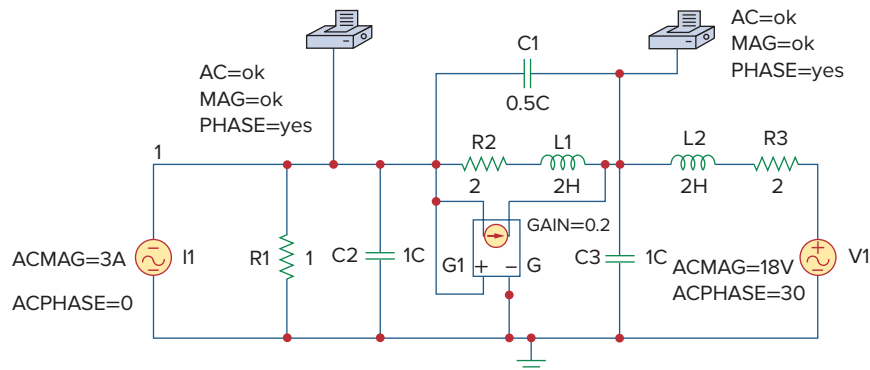 AC=ok
MAG=ok
PHASE=yes
AC=ok
MAG=ok
PHASE=yes
C1
0.5C
1
R2
2
L1
2H
L2
2H
R3
2
ACMAG=3A
ACPHASE=0
I1
R1
1
C2
1C
GAIN=0.2
G1
+
−
G
C3
1C
ACMAG=18V
ACPHASE=30
V1